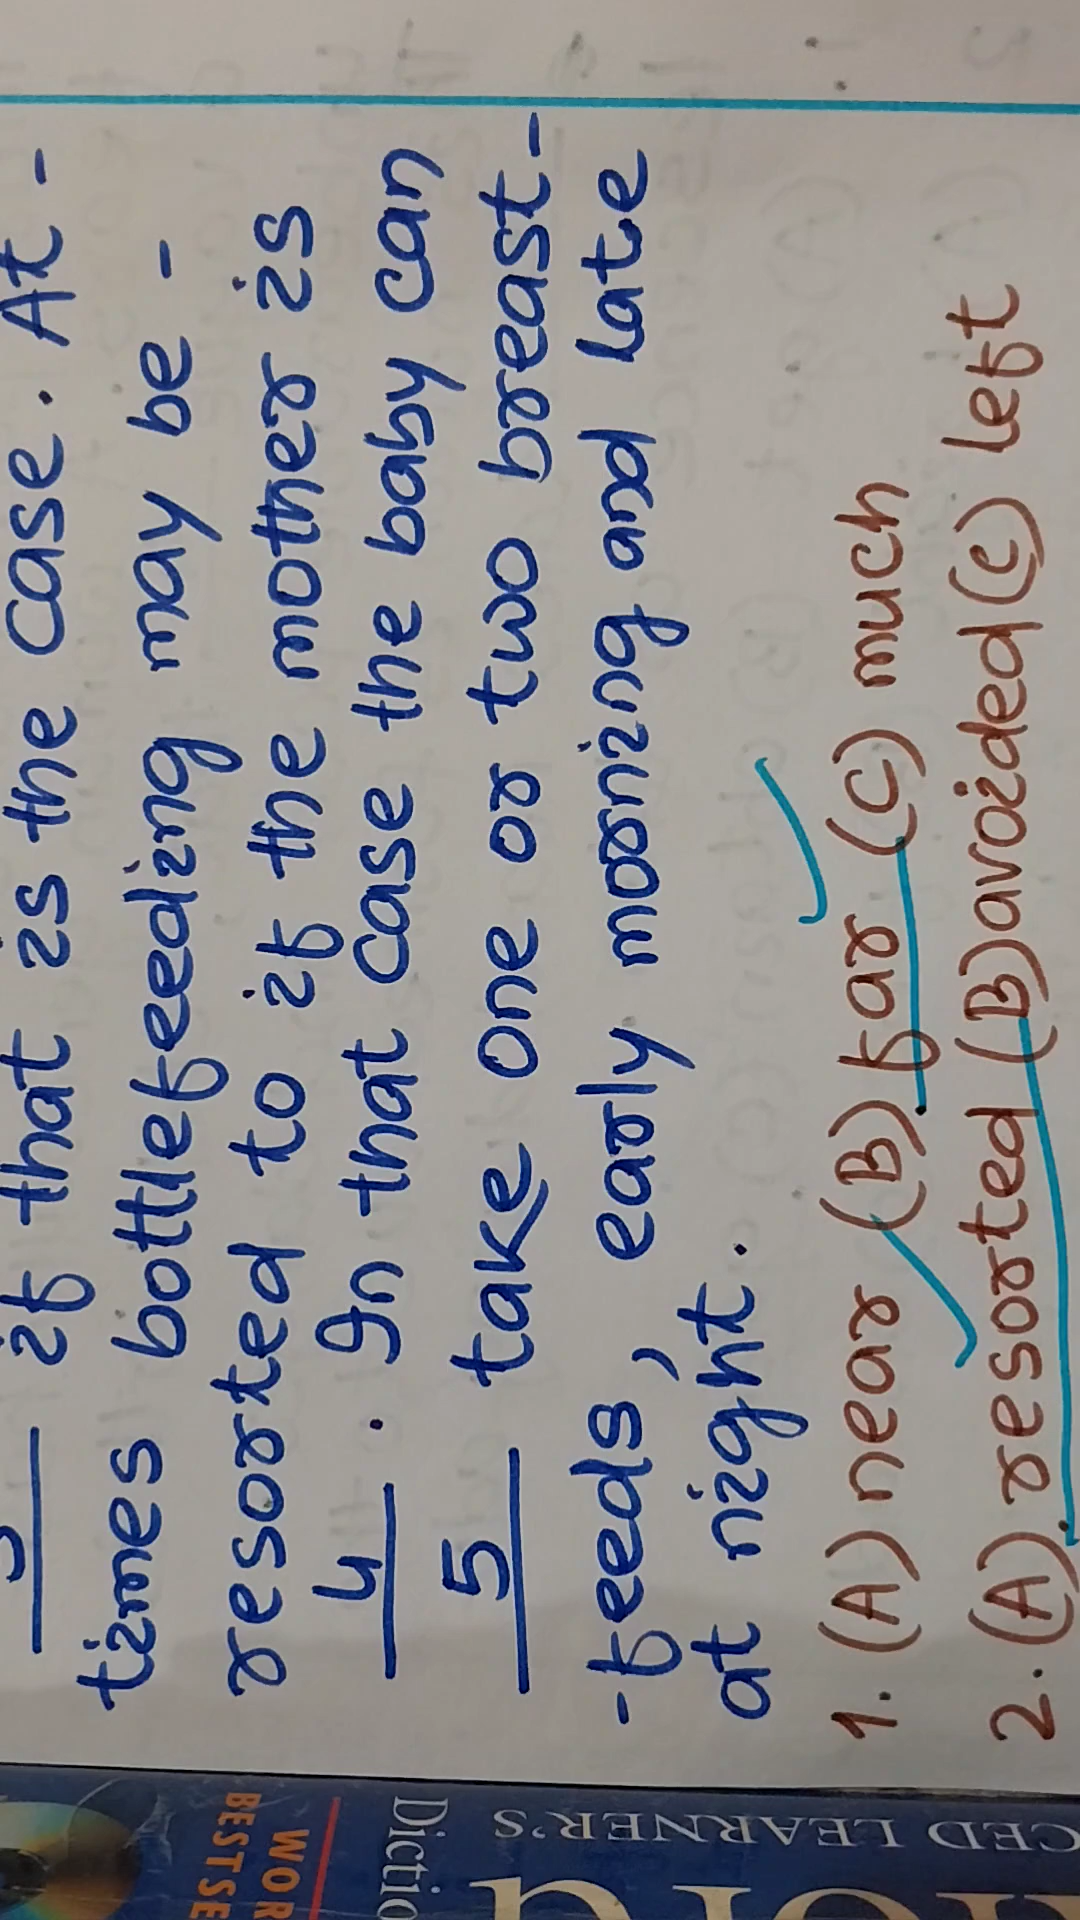 if that is the case. At -
times bottlefeeding may be -
resorted to if the mother is
4. In that case the baby can
5 take one or two breast-
-feeds, early morning and late
at night.
1. (A) near (B) far (C) much
2. (A) resorted (B) avoided (C) left
CED LEARNER'S
Dictio
WOR
BESTSE